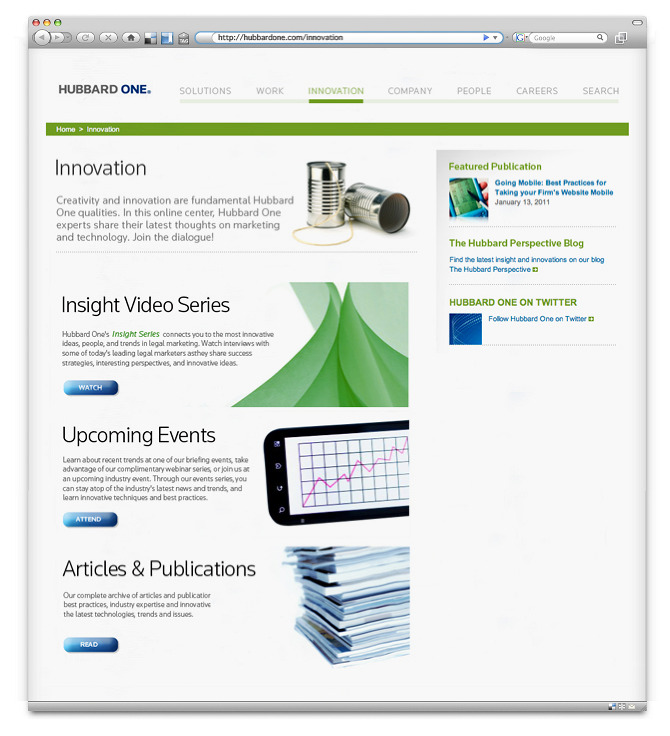 http://hubbardone.com/innovation
Google
HUBBARD ONE.
SOLUTIONS WORK INNOVATION COMPANY PEOPLE CAREERS SEARCH
Home > Innovation
Innovation
Creativity and innovation are fundamental Hubbard
One qualities. In this online center, Hubbard One
experts share their latest thoughts on marketing
and technology. Join the dialogue!
Featured Publication
Going Mobile: Best Practices for
Taking your Firm's Website Mobile
January 13, 2011
The Hubbard Perspective Blog
Find the latest insight and innovations on our blog
The Hubbard Perspective
HUBBARD ONE ON TWITTER
Follow Hubbard One on Twitter
Insight Video Series
Hubbard One's Insight Series connects you to the most innovative
ideas, people, and trends in legal marketing. Watch interviews with
some of today's leading legal marketers asthey share success
strategies, interesting perspectives, and innovative ideas.
WATCH
Upcoming Events
Learn about recent trends at one of our briefing events, take
advantage of our complimentary webinar series, or join us at
an upcoming industry event. Through our events series, you
can stay atop of the industry's latest news and trends, and
learn innovative techniques and best practices.
ATTEND
Articles & Publications
Our complete archive of articles and publication
best practices, industry expertise and innovative
the latest technologies, trends and issues.
READ